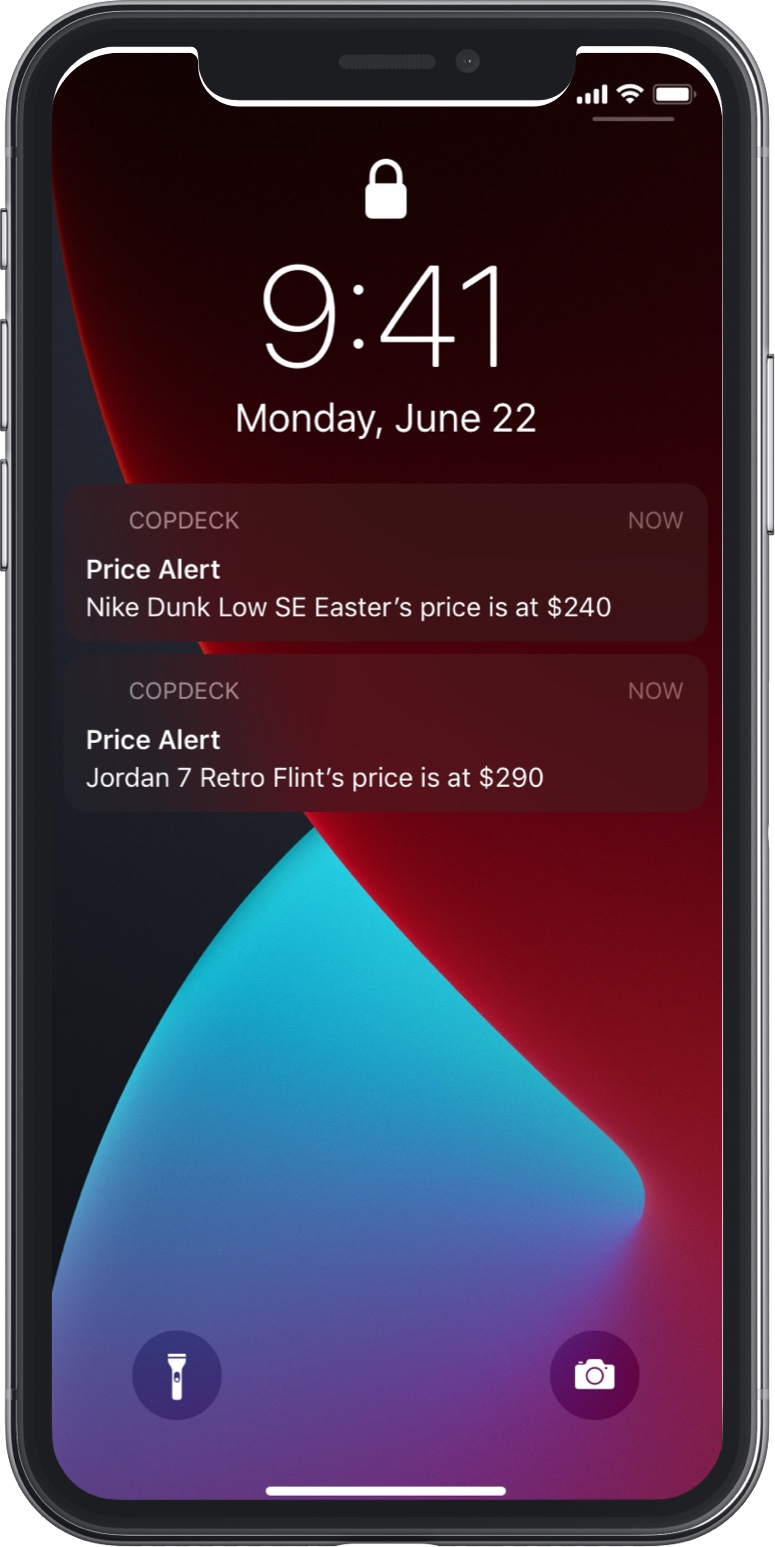 9:41
Monday, June 22
COPDECK NOW
Price Alert
Nike Dunk Low SE Easter’s price is at $240
COPDECK NOW
Price Alert
Jordan 7 Retro Flint’s price is at $290